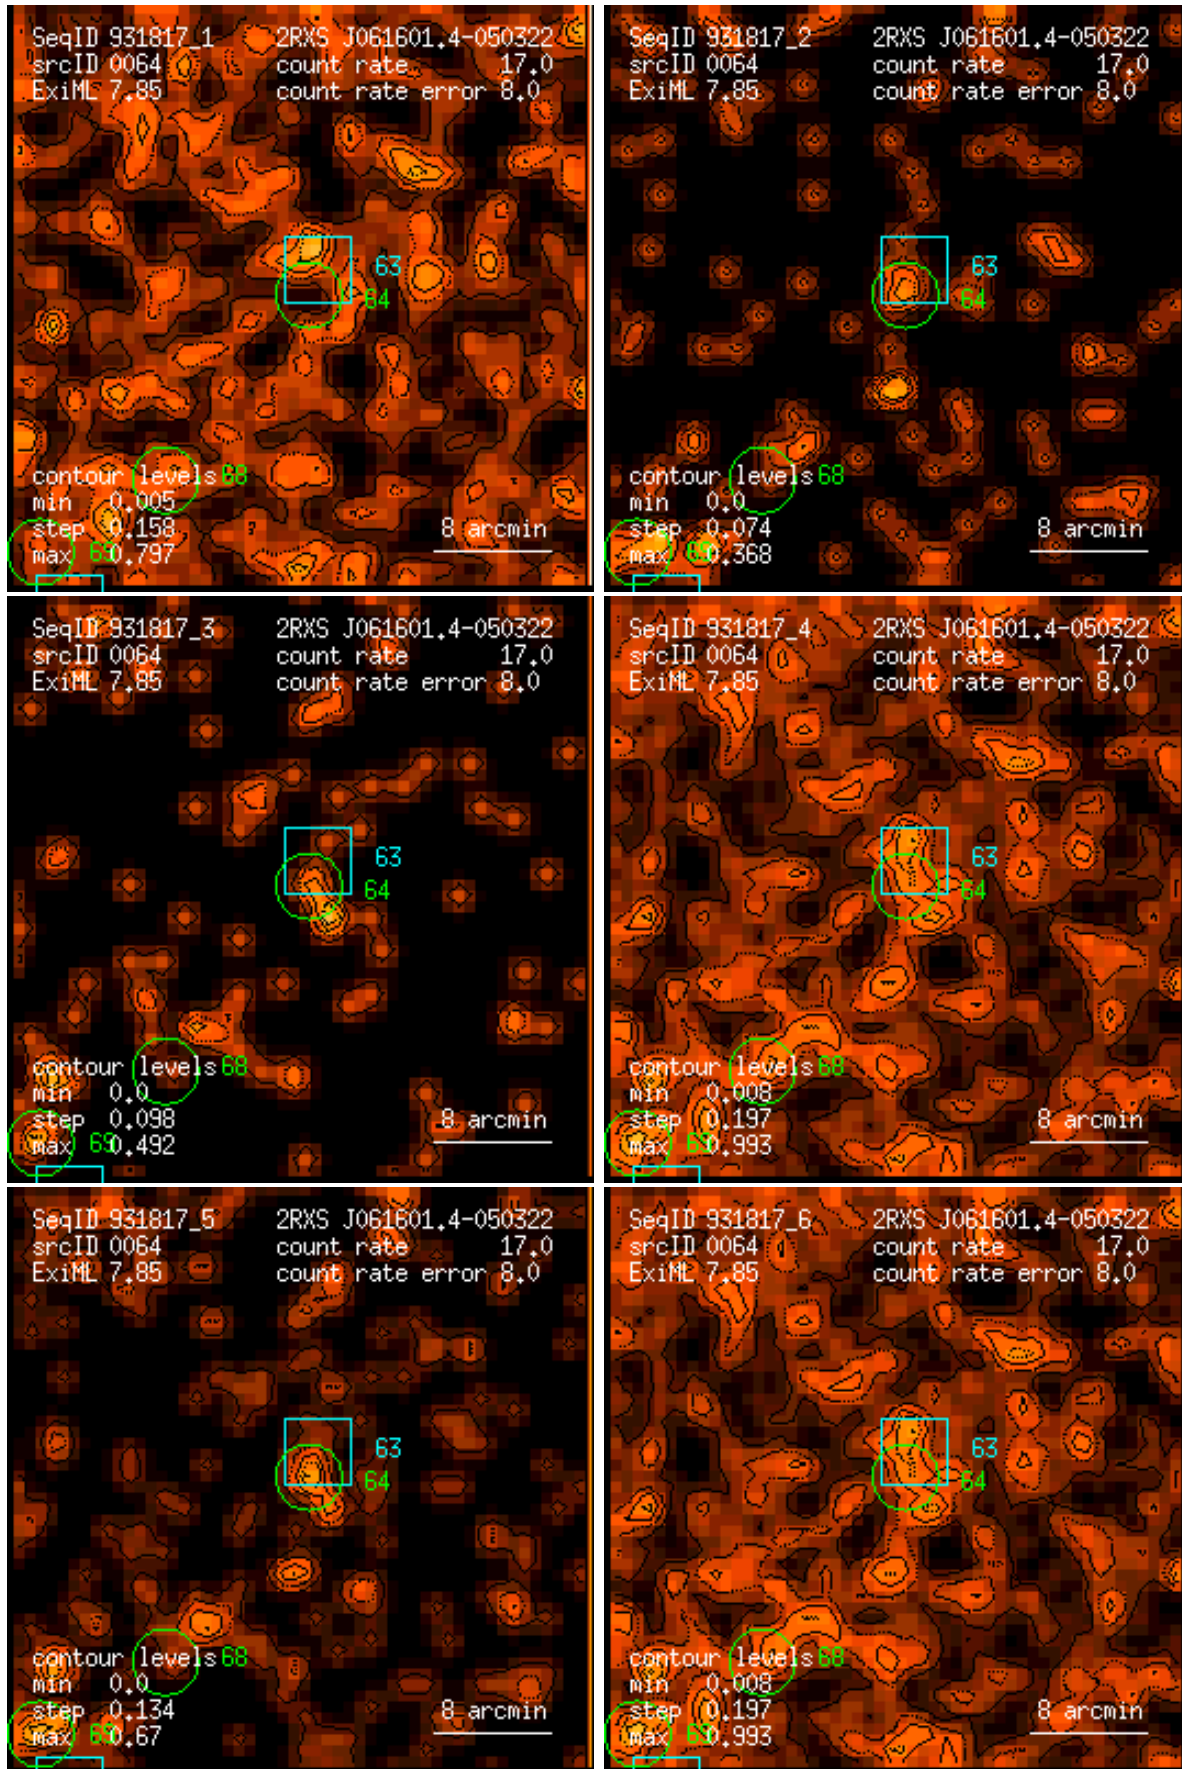 SeqID 931817_1 2RXS J061601.4-050322
srcID 0064 count rate 17.0
ExiML 7.85 count rate error 8.0
63
64
contour levels 68
min 0.005
step 0.158 8 arcmin
max 69 0.797
SeqID 931817_2 2RXS J061601.4-050322
srcID 0064 count rate 17.0
ExiML 7.85 count rate error 8.0
63
64
contour levels 68
min 0.0
step 0.074 8 arcmin
max 69 0.368
SeqID 931817_3 2RXS J061601.4-050322
srcID 0064 count rate 17.0
ExiML 7.85 count rate error 8.0
63
64
contour levels 68
min 0.0
step 0.098 8 arcmin
max 69 0.492
SeqID 931817_4 2RXS J061601.4-050322
srcID 0064 count rate 17.0
ExiML 7.85 count rate error 8.0
63
64
contour levels 68
min 0.008
step 0.197 8 arcmin
max 69 0.993
SeqID 931817_5 2RXS J061601.4-050322
srcID 0064 count rate 17.0
ExiML 7.85 count rate error 8.0
63
64
contour levels 68
min 0.0
step 0.134 8 arcmin
max 69 0.67
SeqID 931817_6 2RXS J061601.4-050322
srcID 0064 count rate 17.0
ExiML 7.85 count rate error 8.0
63
64
contour levels 68
min 0.008
step 0.197 8 arcmin
max 69 0.993